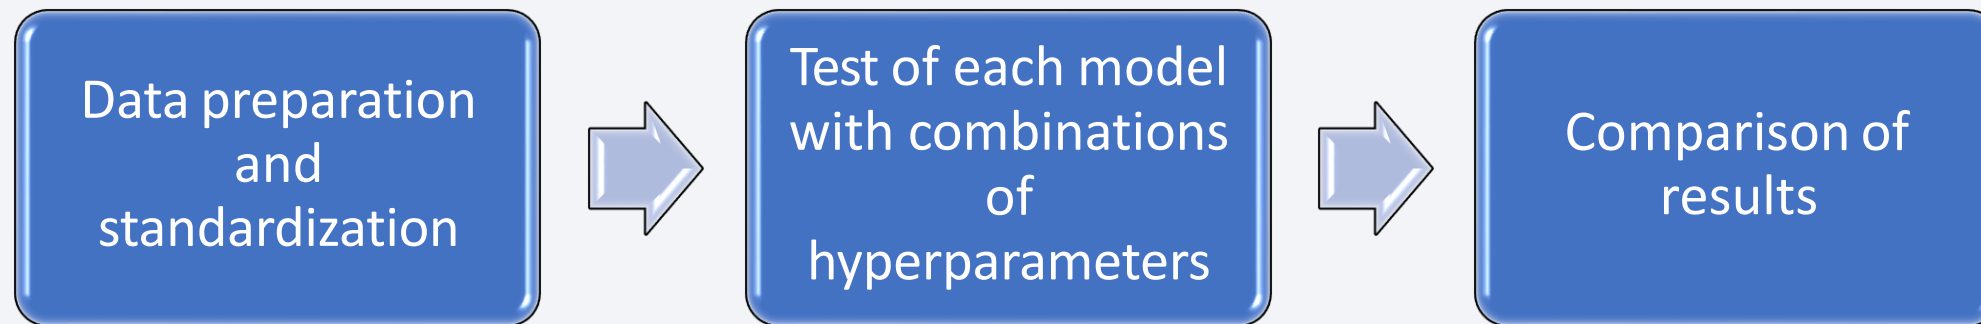 Data preparation
and
standardization
Test of each model
with combinations
of
hyperparameters
Comparison of
results